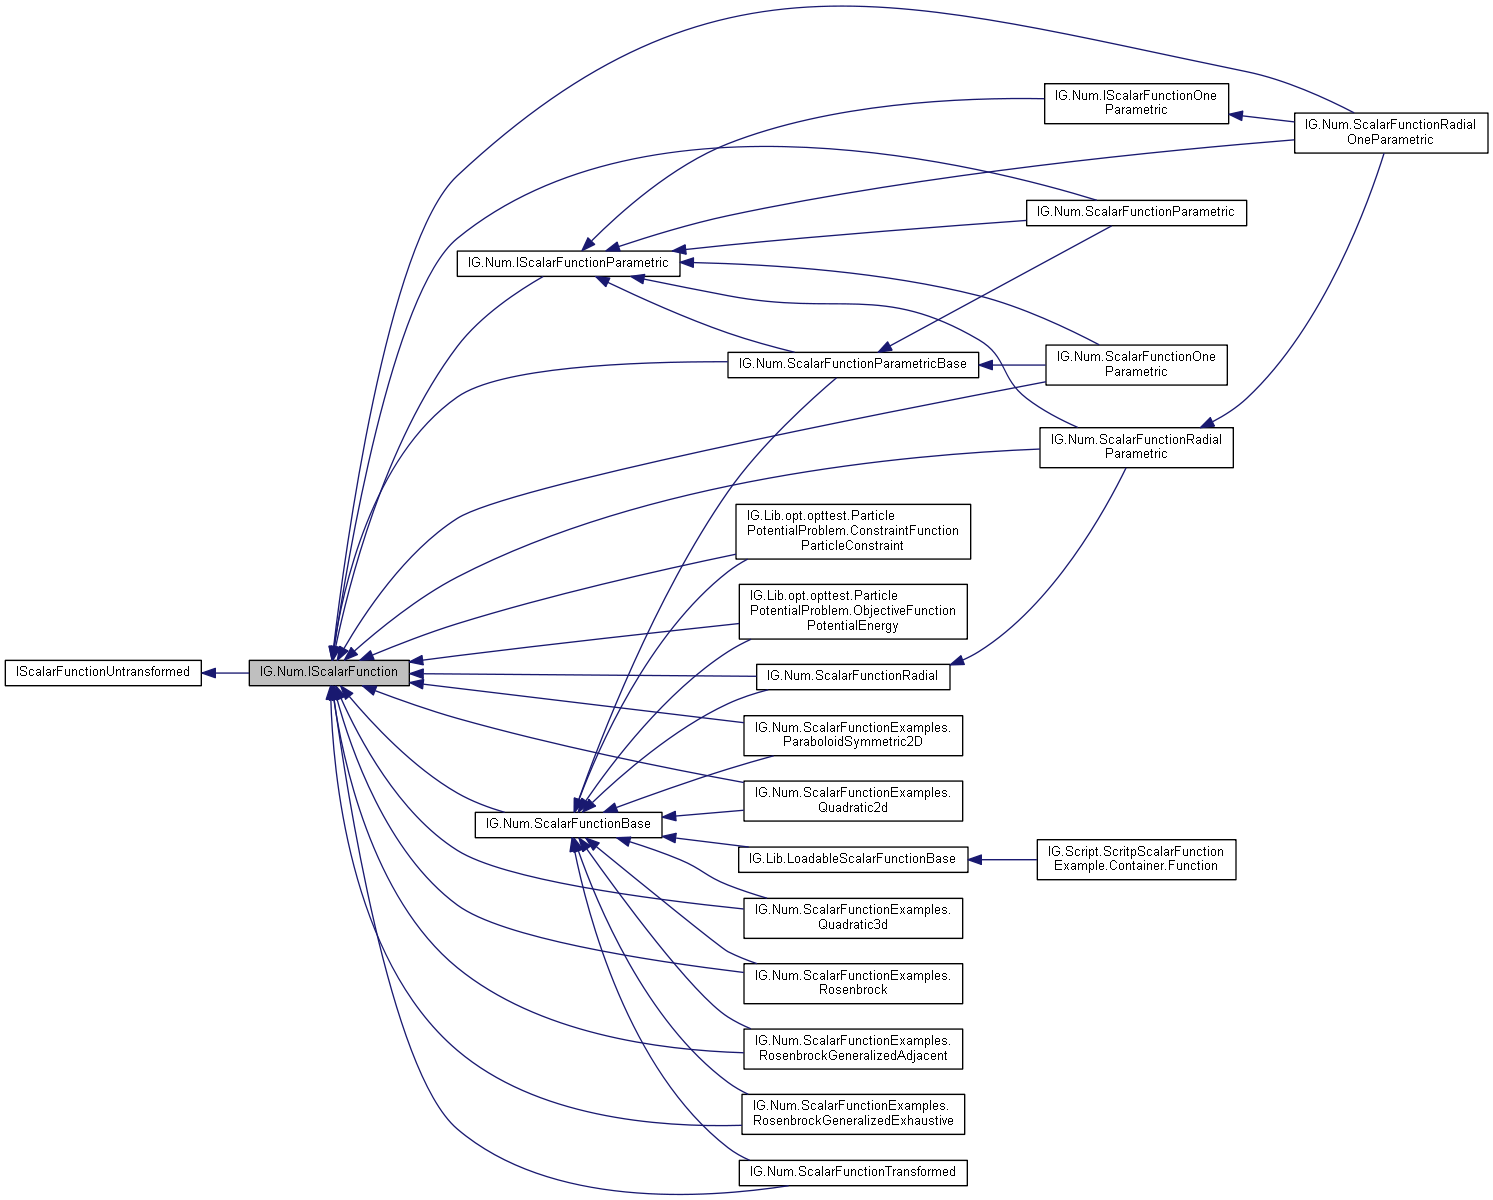 IG.Num.IScalarFunctionOne
Parametric
IG.Num.ScalarFunctionRadial
OneParametric
IG.Num.ScalarFunctionParametric
IG.Num.IScalarFunctionParametric
IG.Num.ScalarFunctionParametricBase
IG.Num.ScalarFunctionOne
Parametric
IG.Num.ScalarFunctionRadial
Parametric
IG.Lib.opt.opttest.Particle
PotentialProblem.ConstraintFunction
ParticleConstraint
IG.Lib.opt.opttest.Particle
PotentialProblem.ObjectiveFunction
PotentialEnergy
IScalarFunctionUntransformed
IG.Num.IScalarFunction
IG.Num.ScalarFunctionRadial
IG.Num.ScalarFunctionExamples.
ParaboloidSymmetric2D
IG.Num.ScalarFunctionExamples.
Quadratic2d
IG.Num.ScalarFunctionBase
IG.Lib.LoadableScalarFunctionBase
IG.Script.ScritpScalarFunction
Example.Container.Function
IG.Num.ScalarFunctionExamples.
Quadratic3d
IG.Num.ScalarFunctionExamples.
Rosenbrock
IG.Num.ScalarFunctionExamples.
RosenbrockGeneralizedAdjacent
IG.Num.ScalarFunctionExamples.
RosenbrockGeneralizedExhaustive
IG.Num.ScalarFunctionTransformed